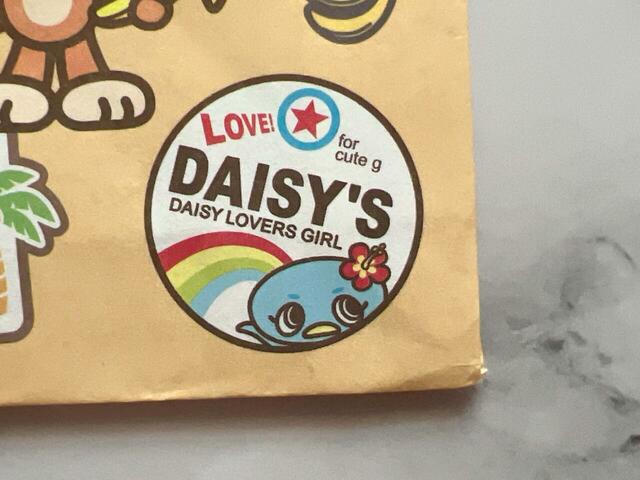 LOVE!
for
cute g
DAISY'S
DAISY LOVERS GIRL